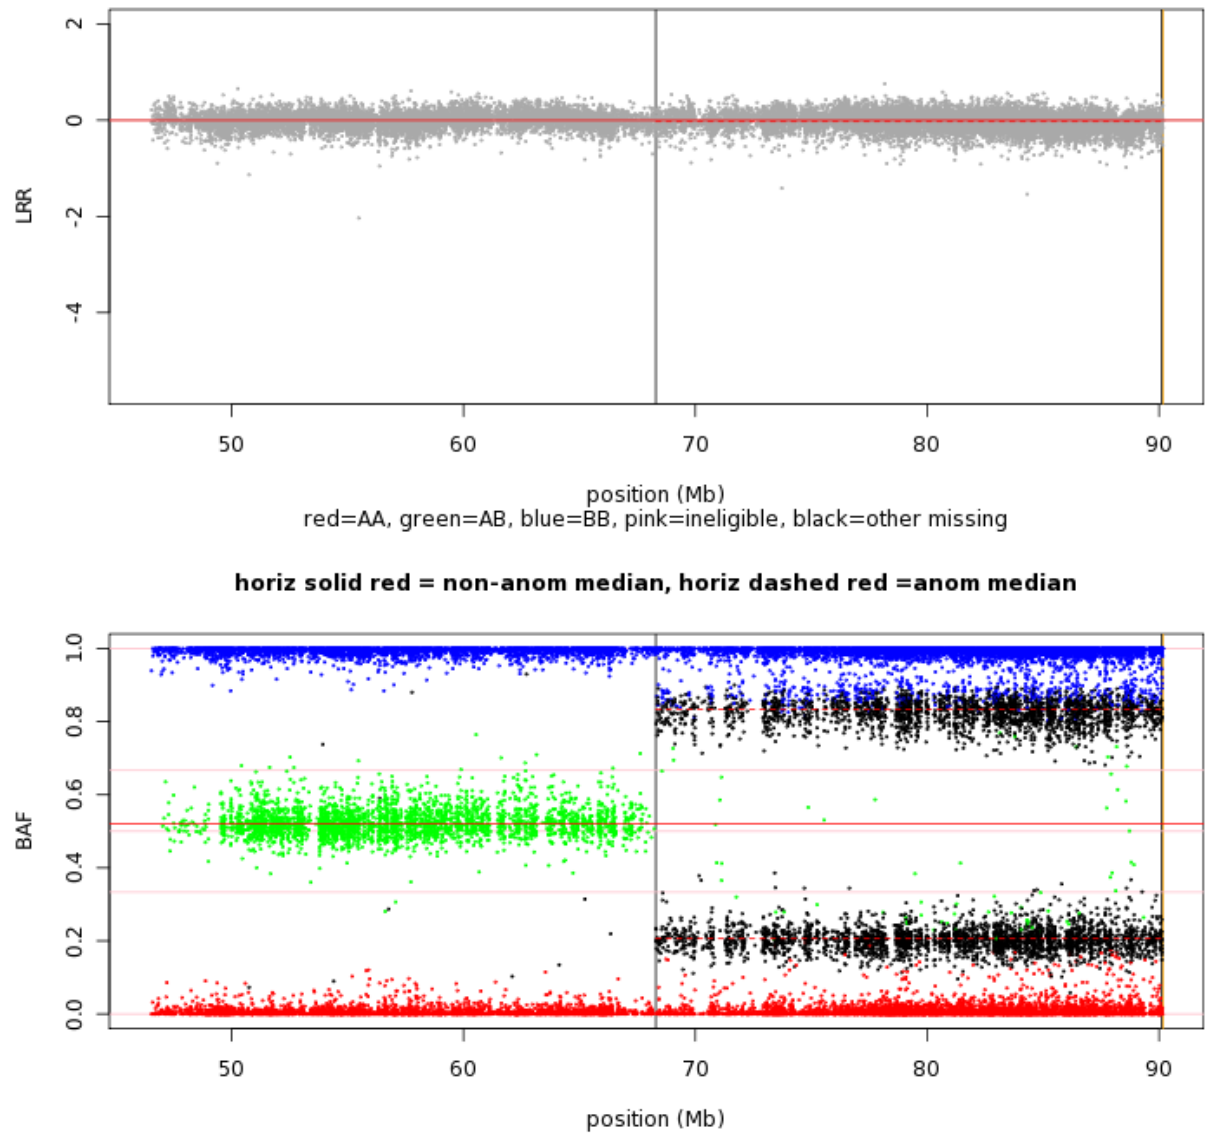 2
0
-2
-4
LRR
50 60 70 80 90
position (Mb)
red=AA, green=AB, blue=BB, pink=ineligible, black=other missing
horiz solid red = non-anom median, horiz dashed red =anom median
1.0
0.8
0.6
0.4
0.2
0.0
BAF
50 60 70 80 90
position (Mb)